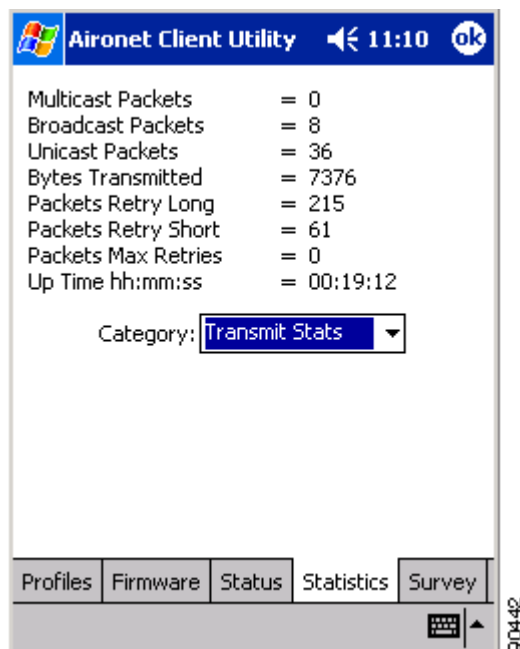 Aironet Client Utility 11:10 ok
Multicast Packets = 0
Broadcast Packets = 8
Unicast Packets = 36
Bytes Transmitted = 7376
Packets Retry Long = 215
Packets Retry Short = 61
Packets Max Retries = 0
Up Time hh:mm:ss = 00:19:12
Category: Transmit Stats
Profiles Firmware Status Statistics Survey
90442